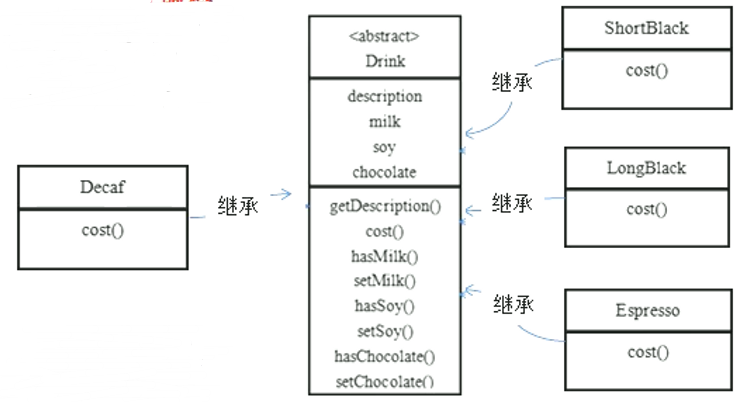 <abstract>
Drink
description
milk
soy
chocolate
getDescription()
cost()
hasMilk()
setMilk()
hasSoy()
setSoy()
hasChocolate()
setChocolate()
Decaf
cost()
继承
继承
ShortBlack
cost()
继承
LongBlack
cost()
继承
Espresso
cost()